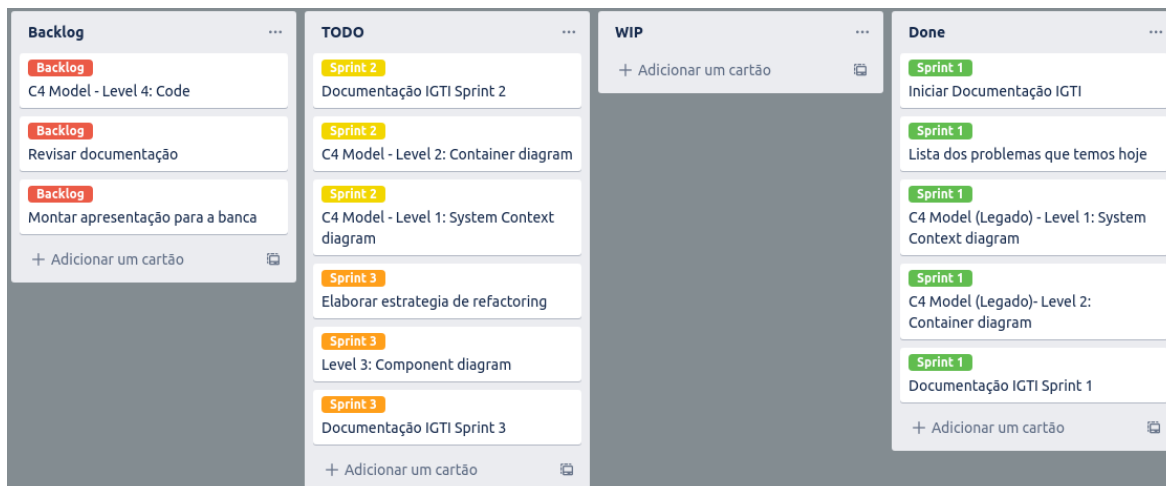 Backlog
Backlog
C4 Model - Level 4: Code
Backlog
Revisar documentação
Backlog
Montar apresentação para a banca
+ Adicionar um cartão
TODO
Sprint 2
Documentação IGTI Sprint 2
Sprint 2
C4 Model - Level 2: Container diagram
Sprint 2
C4 Model - Level 1: System Context
diagram
Sprint 3
Elaborar estrategia de refactoring
Sprint 3
Level 3: Component diagram
Sprint 3
Documentação IGTI Sprint 3
+ Adicionar um cartão
WIP
+ Adicionar um cartão
Done
Sprint 1
Iniciar Documentação IGTI
Sprint 1
Lista dos problemas que temos hoje
Sprint 1
C4 Model (Legado) - Level 1: System
Context diagram
Sprint 1
C4 Model (Legado)- Level 2:
Container diagram
Sprint 1
Documentação IGTI Sprint 1
+ Adicionar um cartão